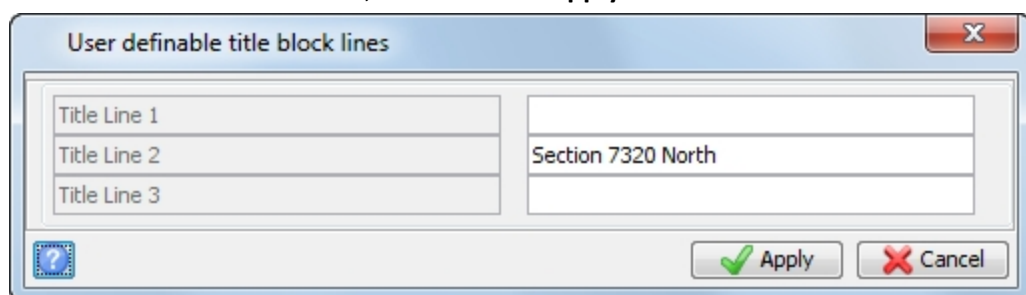 Apply
User definable title block lines
Title Line 1
Title Line 2 Section 7320 North
Title Line 3
? Apply Cancel